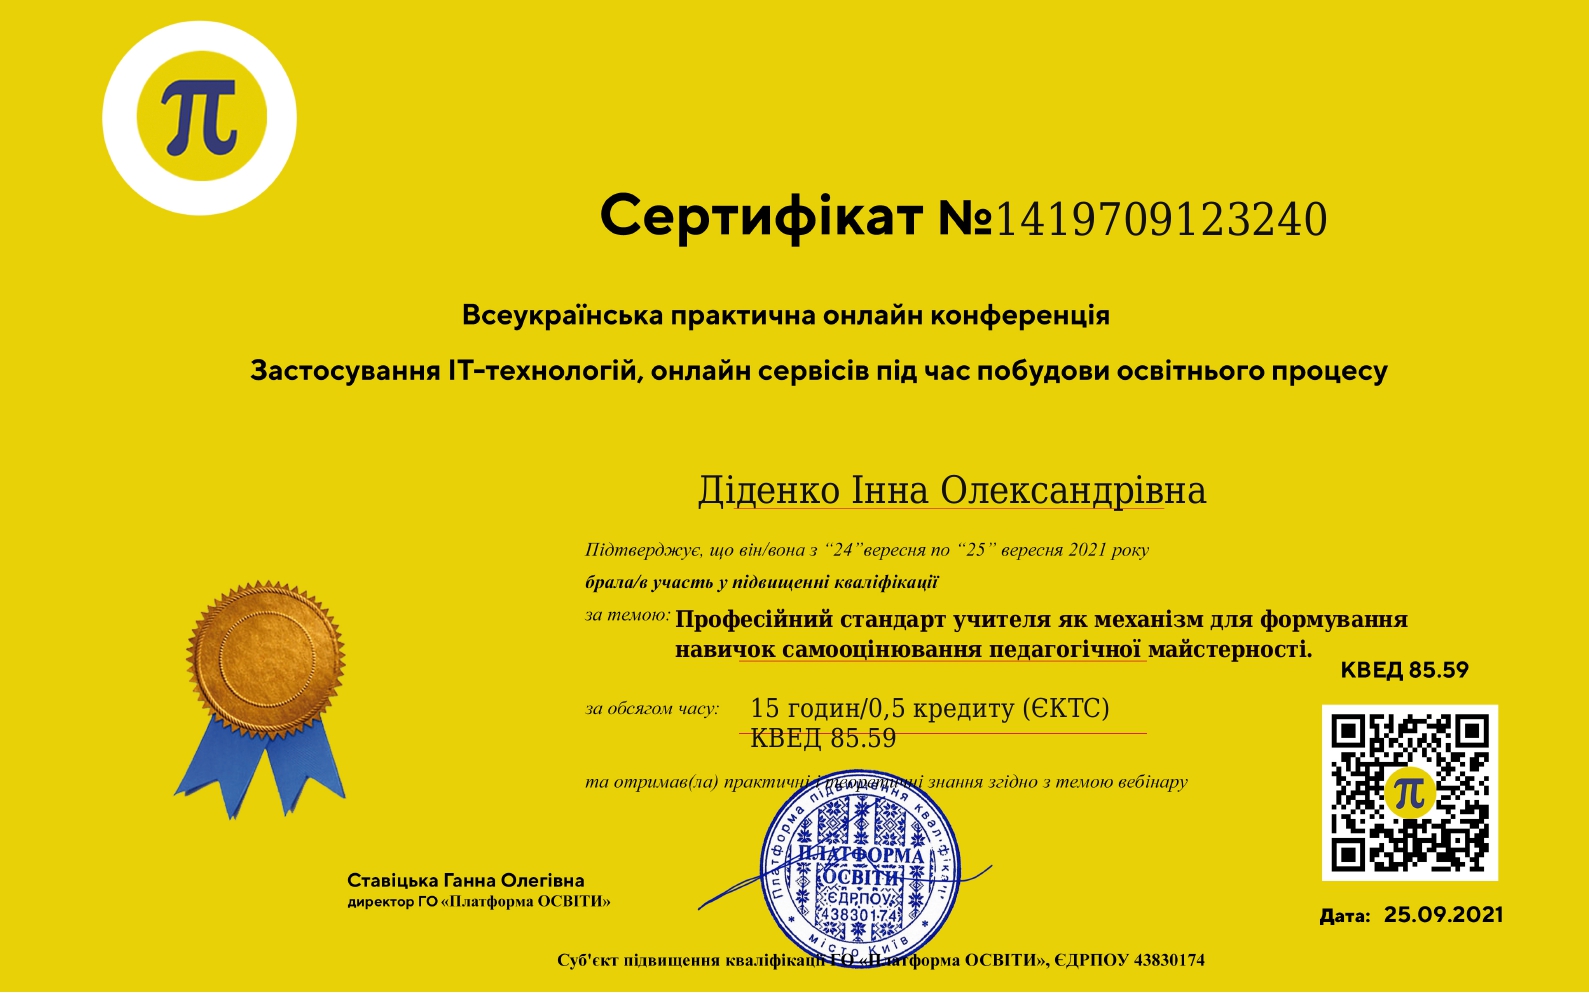 π
Сертифікат №1419709123240
Всеукраїнська практична онлайн конференція
Застосування ІТ-технологій, онлайн сервісів під час побудови освітнього процесу
Діденко Інна Олександрівна
Підтверджує, що він/вона з “24”вересня по “25” вересня 2021 року
брала/в участь у підвищенні кваліфікації
за темою: Професійний стандарт учителя як механізм для формування
навичок самооцінювання педагогічної майстерності.
КВЕД 85.59
за обсягом часу: 15 годин/0,5 кредиту (ЄКТС)
КВЕД 85.59
та отримав(ла) практичні і теоретичні знання згідно з темою вебінару
π
Платформа підвищення квал.фікац.
ПЛАТФОРМА
ОСВІТИ
ЄДРПОУ
43830174
* місто Київ *
Ставіцька Ганна Олегівна
директор ГО «Платформа ОСВІТИ»
Дата: 25.09.2021
Суб'єкт підвищення кваліфікації ГО «Платформа ОСВІТИ», ЄДРПОУ 43830174